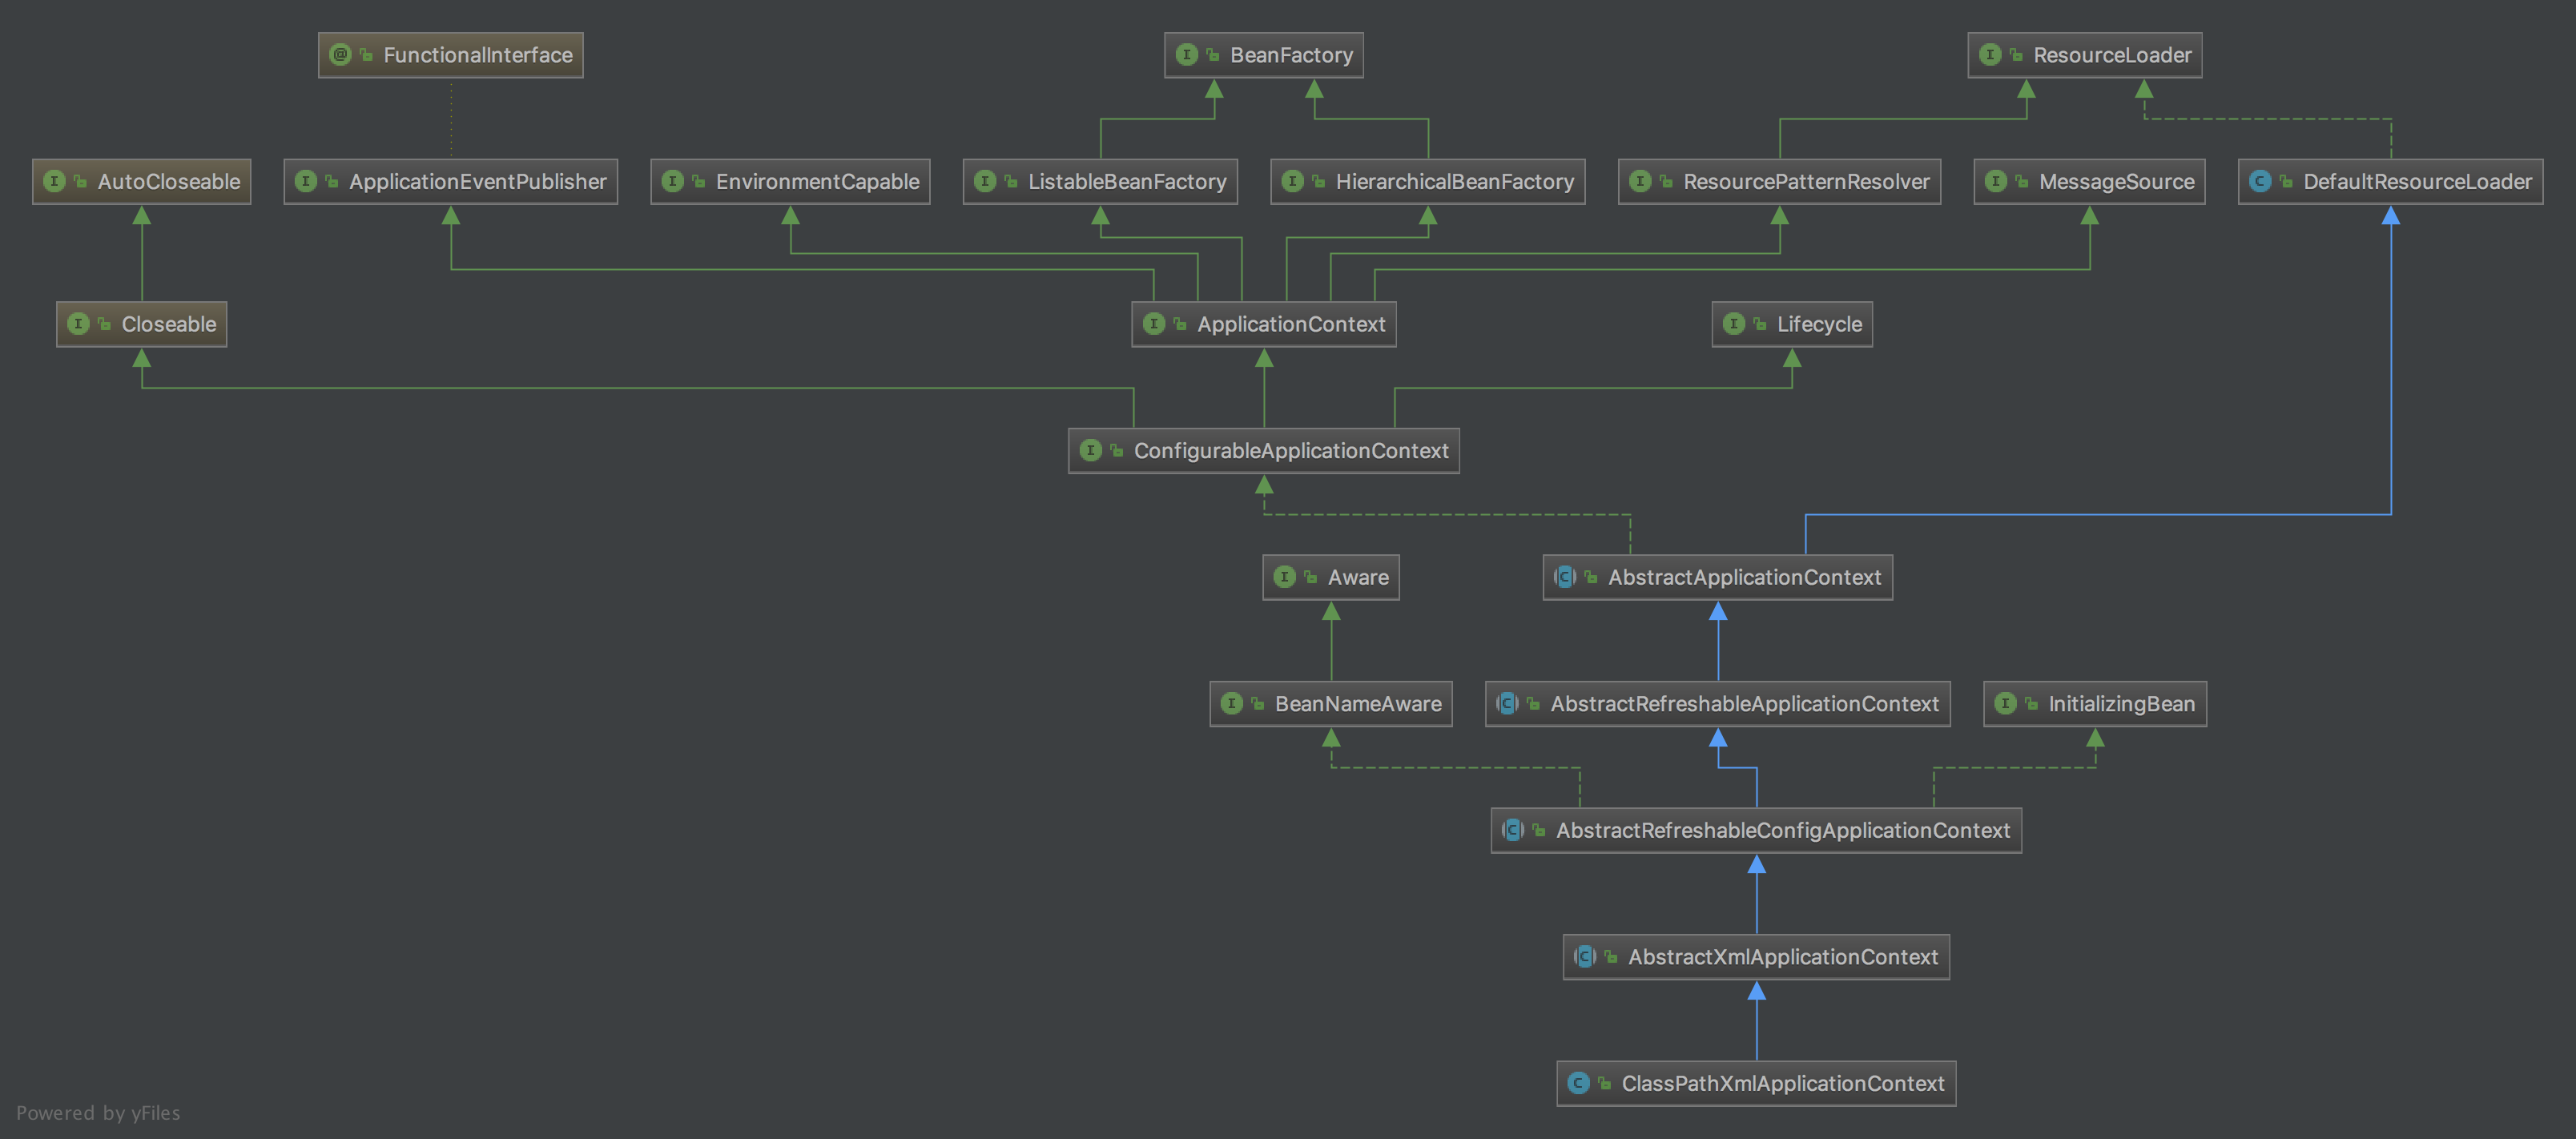 FunctionalInterface
BeanFactory
ResourceLoader
AutoCloseable
ApplicationEventPublisher
EnvironmentCapable
ListableBeanFactory
HierarchicalBeanFactory
ResourcePatternResolver
MessageSource
DefaultResourceLoader
Closeable
ApplicationContext
Lifecycle
ConfigurableApplicationContext
Aware
AbstractApplicationContext
BeanNameAware
AbstractRefreshableApplicationContext
InitializingBean
AbstractRefreshableConfigApplicationContext
AbstractXmlApplicationContext
ClassPathXmlApplicationContext
Powered by yFiles